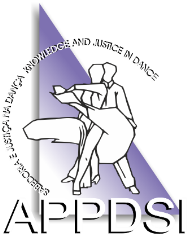 SABEDORIA E JUSTIÇA NA DANÇA KNOWLEDGE AND JUSTICE IN DANCE
APPDSI